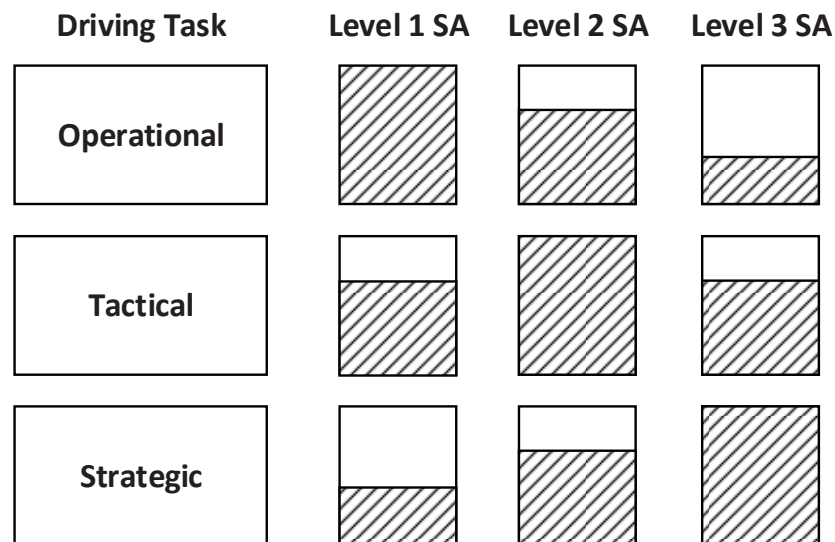 Driving Task Level 1 SA Level 2 SA Level 3 SA
Operational
Tactical
Strategic